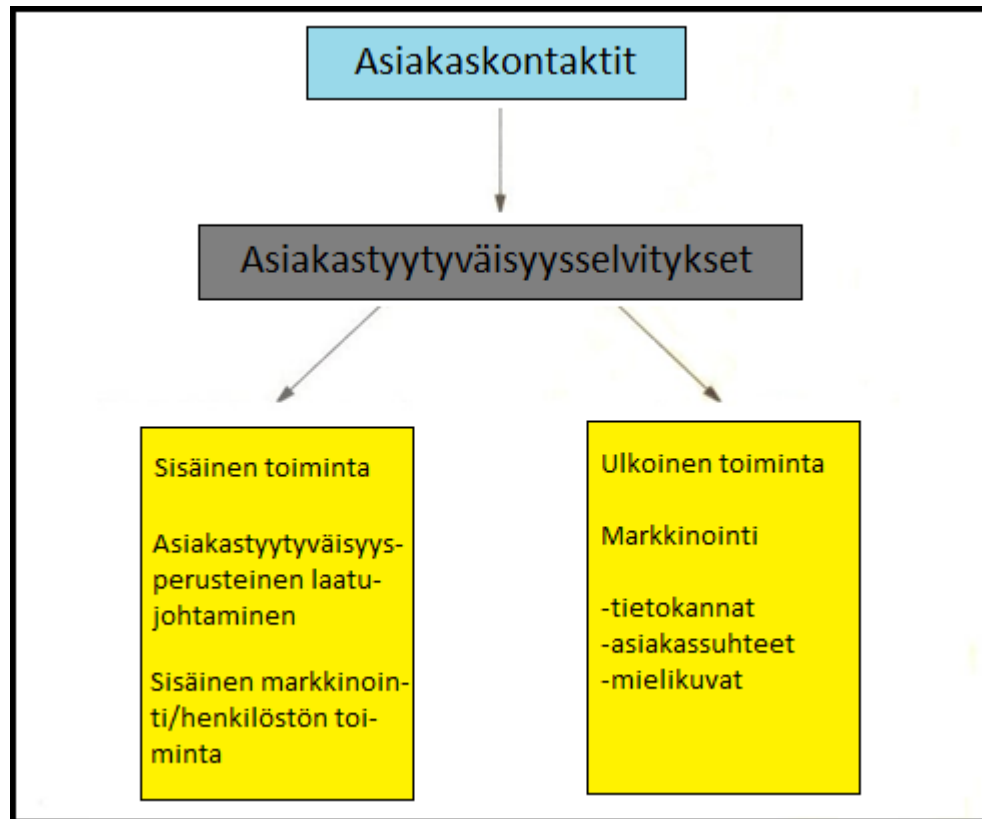 Asiakaskontaktit
Asiakastyytyväisyysselvitykset
Sisäinen toiminta
Asiakastyytyväisyys-
perusteinen laatu-
johtaminen
Sisäinen markkinoin-
ti/henkilöstön toi-
minta
Ulkoinen toiminta
Markkinointi
-tietokannat
-asiakassuhteet
-mielikuvat